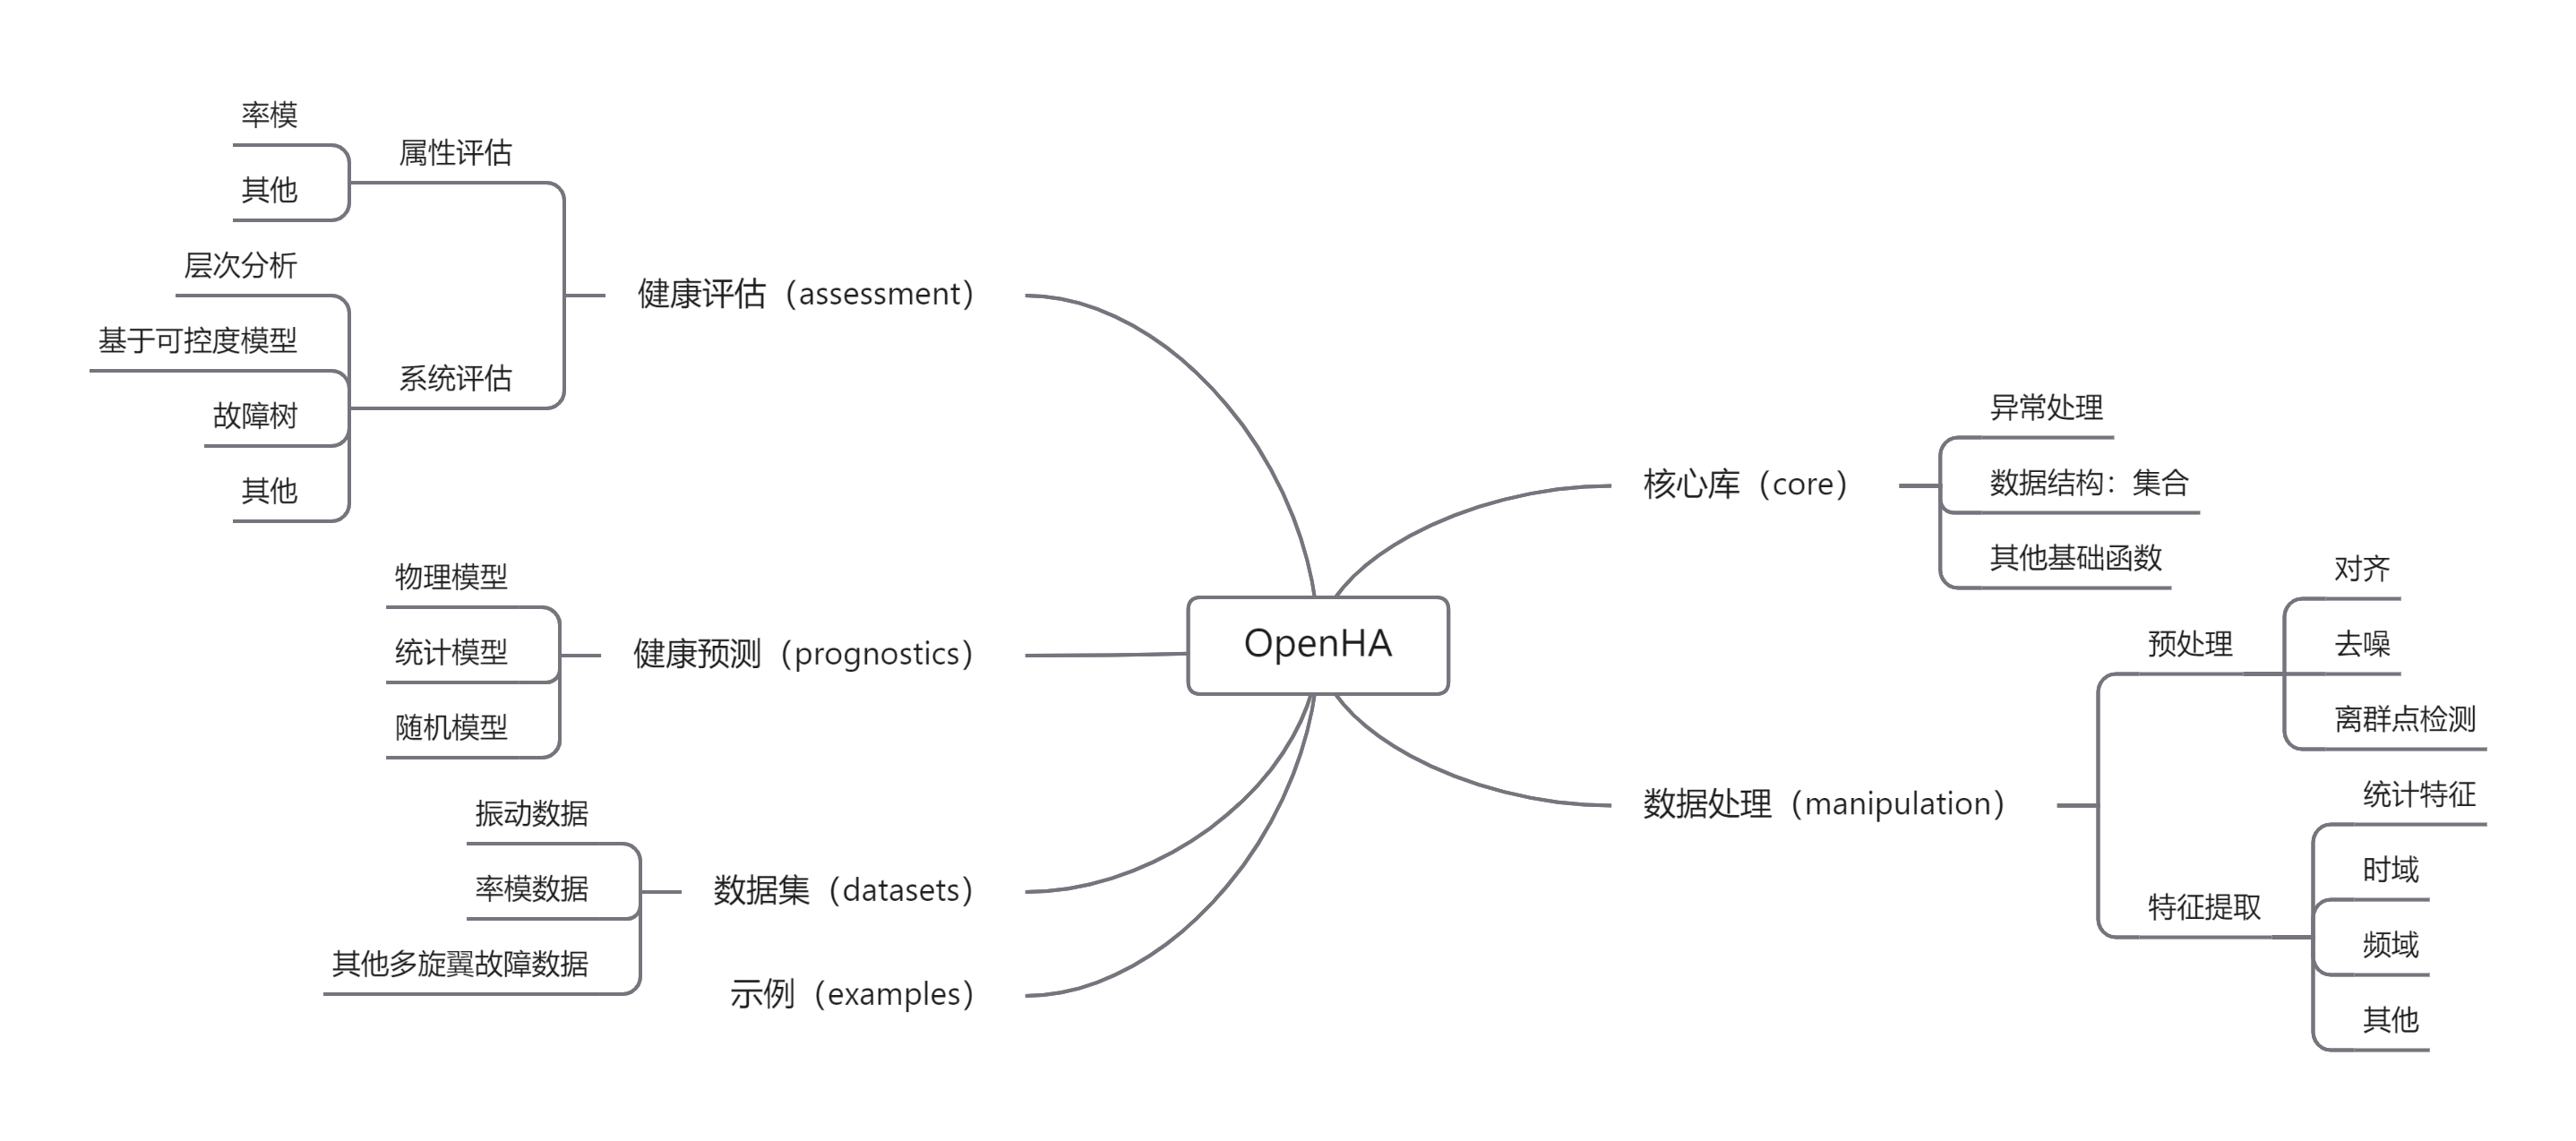 OpenHA
核心库（core）
异常处理
数据结构：集合
其他基础函数
数据处理（manipulation）
预处理
对齐
去噪
离群点检测
特征提取
统计特征
时域
频域
其他
健康评估（assessment）
属性评估
率模
其他
系统评估
层次分析
基于可控度模型
故障树
其他
健康预测（prognostics）
物理模型
统计模型
随机模型
数据集（datasets）
振动数据
率模数据
其他多旋翼故障数据
示例（examples）